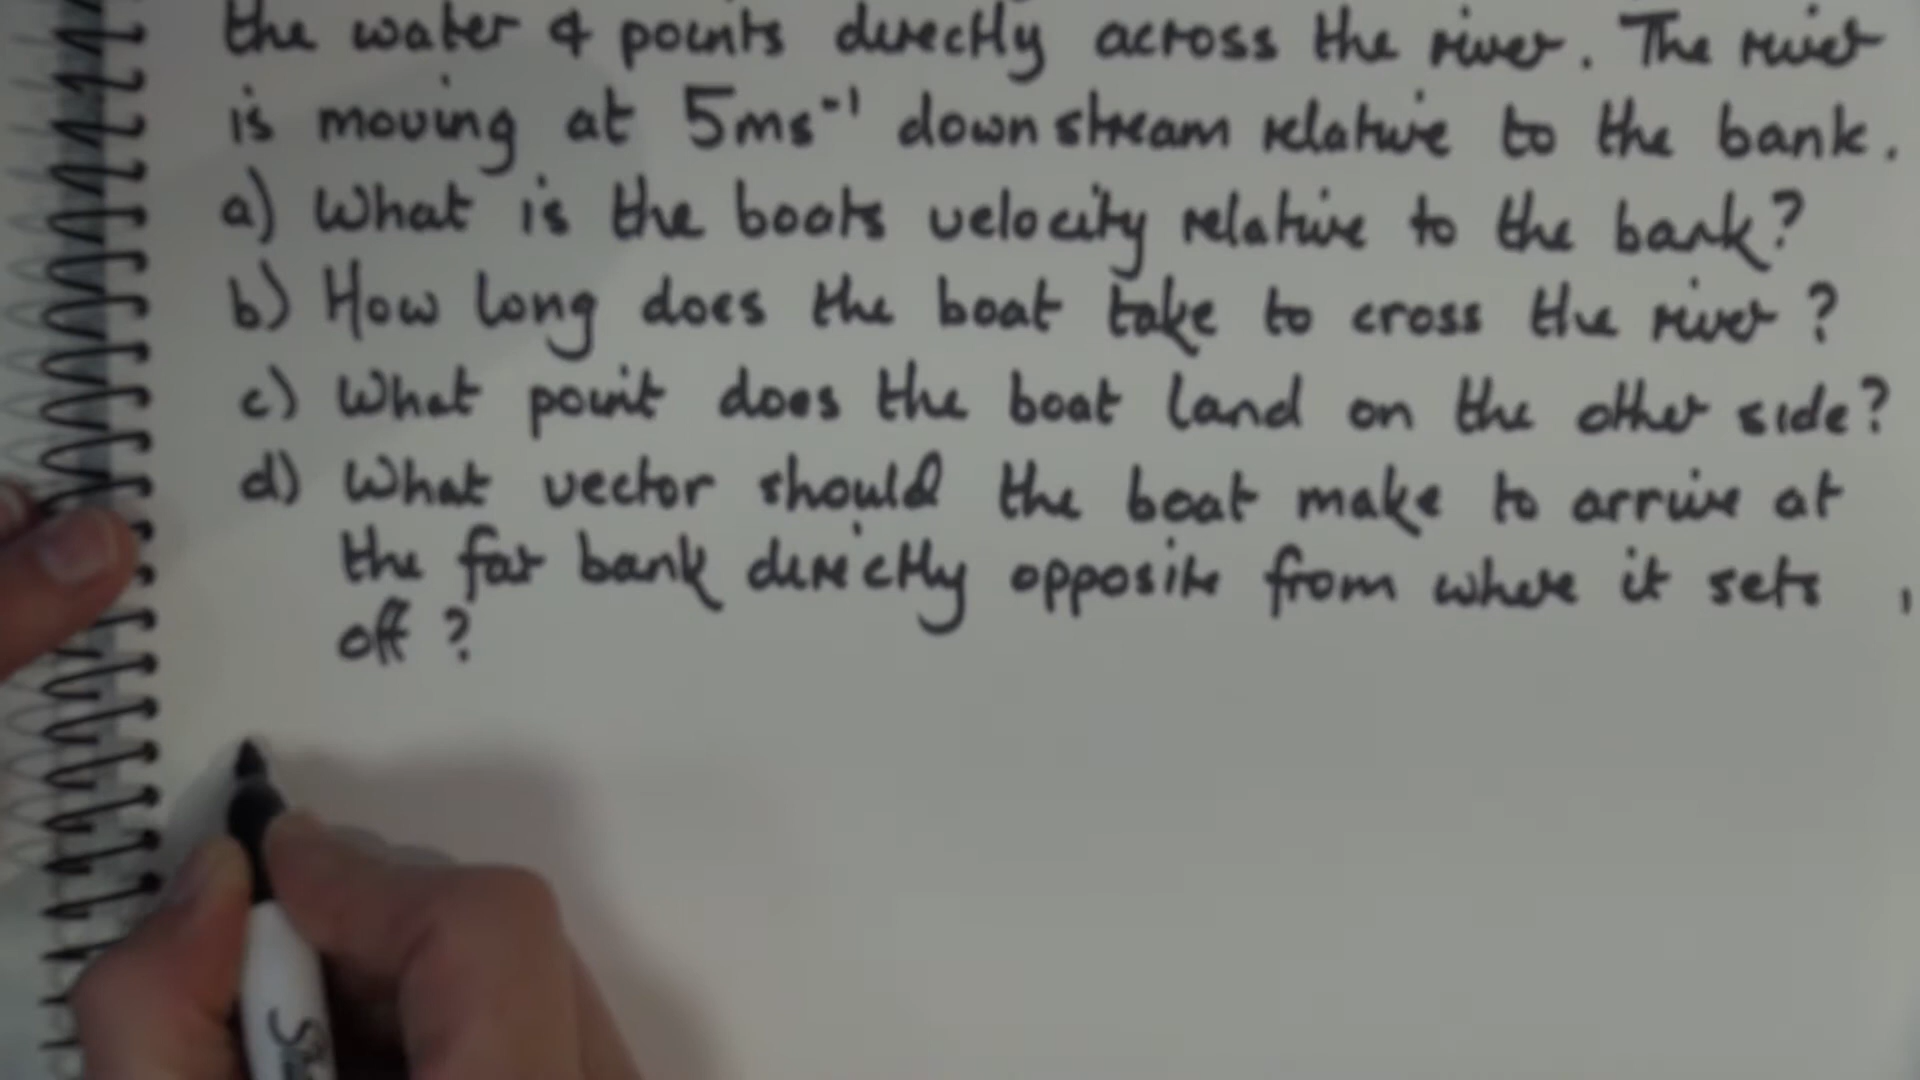 the water & points directly across the river. The river
is moving at 5ms⁻¹ downstream relative to the bank.
a) What is the boats velocity relative to the bank?
b) How long does the boat take to cross the river?
c) What point does the boat land on the other side?
d) What vector should the boat make to arrive at
the far bank directly opposite from where it sets
off?